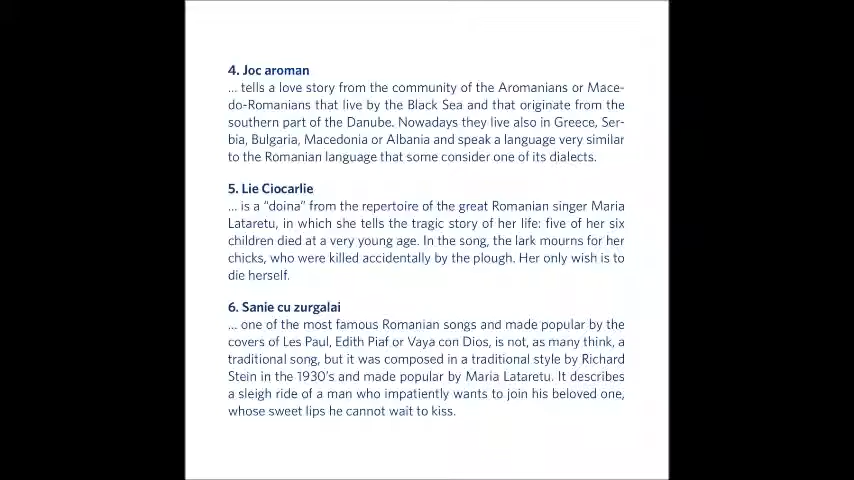 4. Joc aroman
... tells a love story from the community of the Aromanians or Mace-
do-Romanians that live by the Black Sea and that originate from the
southern part of the Danube. Nowadays they live also in Greece, Ser-
bia, Bulgaria, Macedonia or Albania and speak a language very similar
to the Romanian language that some consider one of its dialects.
5. Lie Ciocarlie
... is a “doina” from the repertoire of the great Romanian singer Maria
Lataretu, in which she tells the tragic story of her life: five of her six
children died at a very young age. In the song, the lark mourns for her
chicks, who were killed accidentally by the plough. Her only wish is to
die herself.
6. Sanie cu zurgalai
... one of the most famous Romanian songs and made popular by the
covers of Les Paul, Edith Piaf or Vaya con Dios, is not, as many think, a
traditional song, but it was composed in a traditional style by Richard
Stein in the 1930’s and made popular by Maria Lataretu. It describes
a sleigh ride of a man who impatiently wants to join his beloved one,
whose sweet lips he cannot wait to kiss.